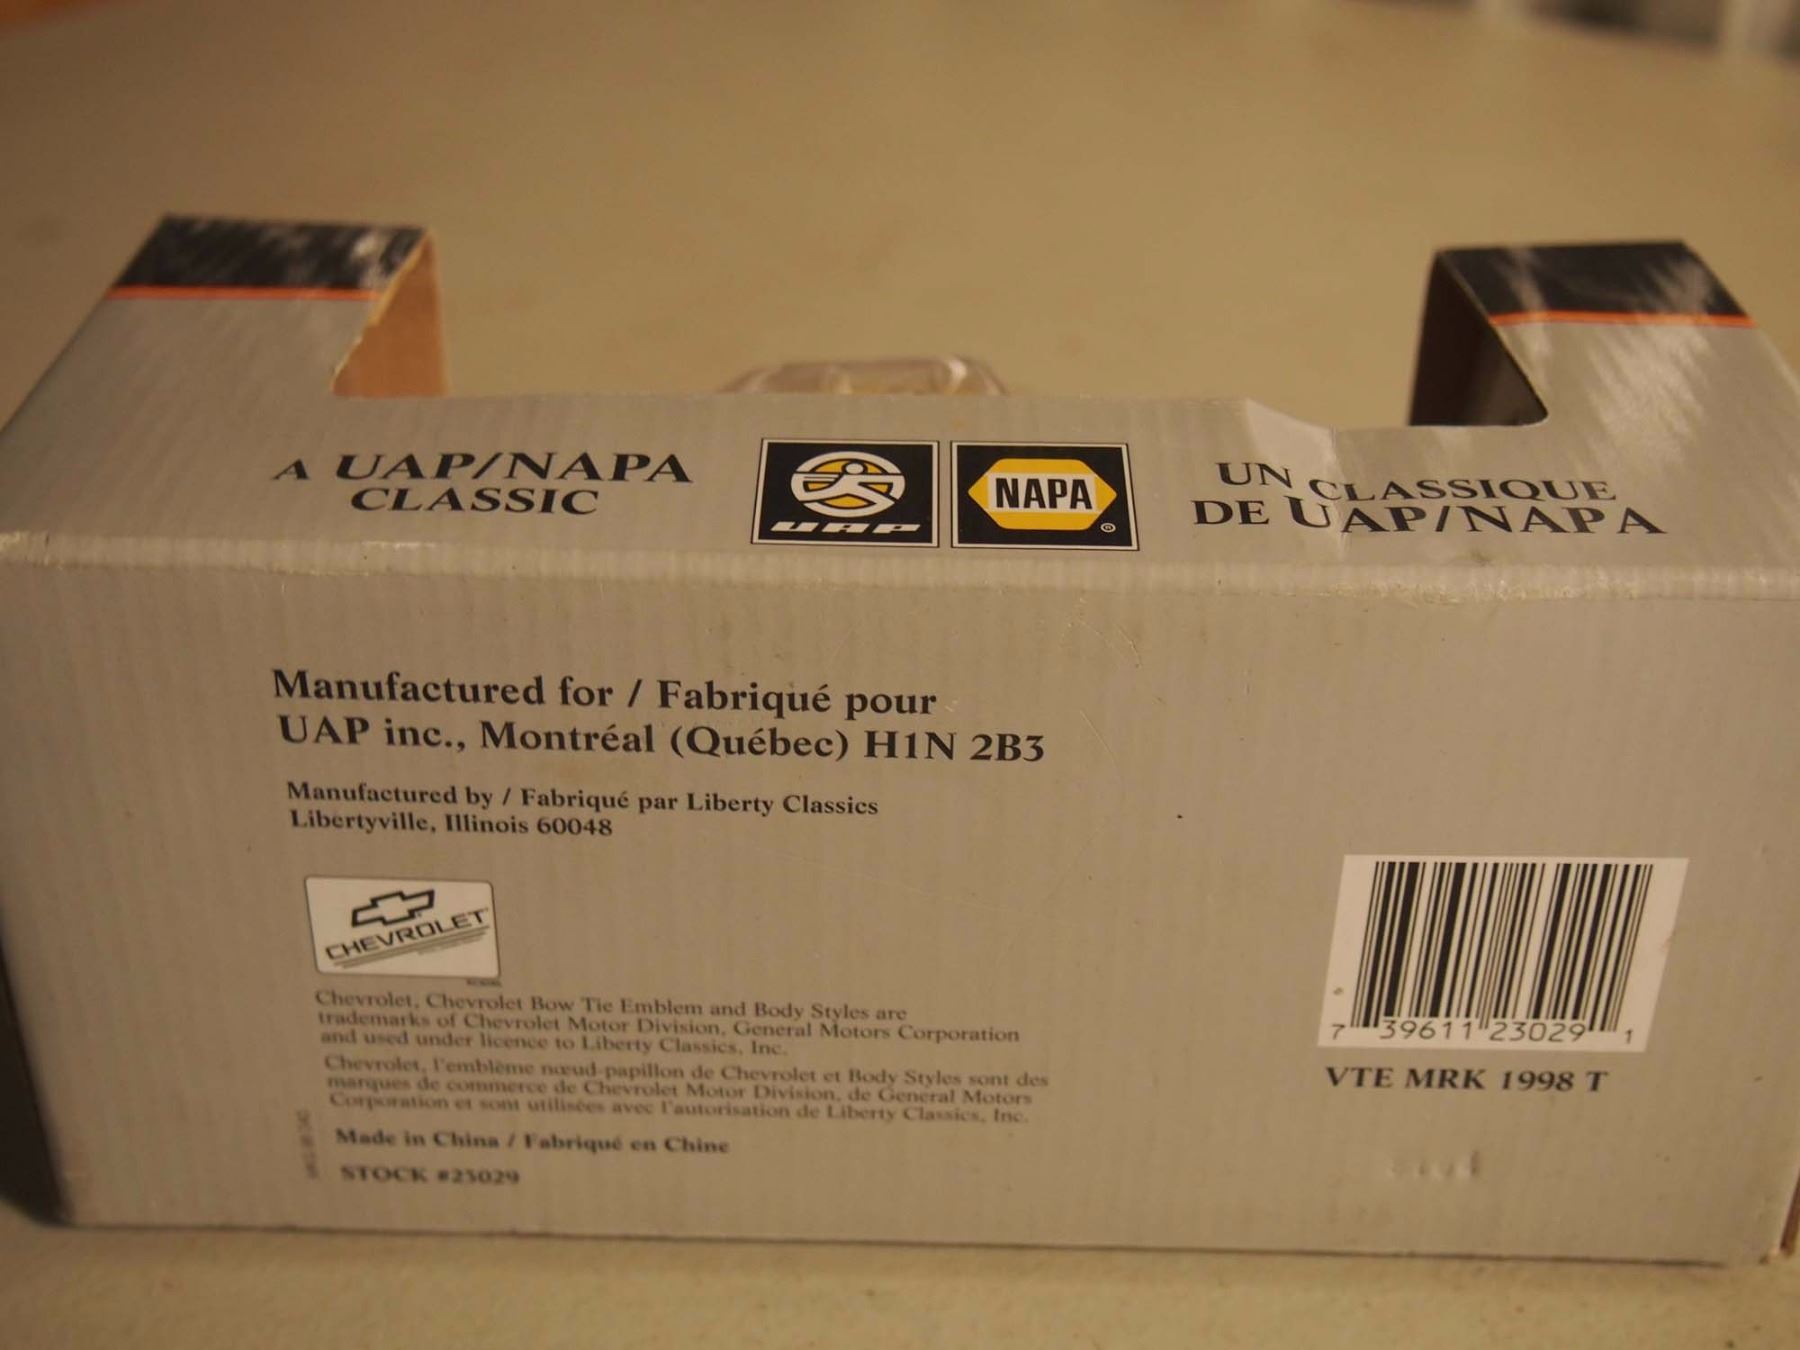 A UAP/NAPA
CLASSIC
UAP
NAPA
®
UN CLASSIQUE
DE UAP/NAPA
Manufactured for / Fabriqué pour
UAP inc., Montréal (Québec) H1N 2B3
Manufactured by / Fabriqué par Liberty Classics
Libertyville, Illinois 60048
CHEVROLET
Chevrolet, Chevrolet Bow Tie Emblem and Body Styles are
trademarks of Chevrolet Motor Division, General Motors Corporation
and used under licence to Liberty Classics, Inc.
Chevrolet, l'emblème nœud-papillon de Chevrolet et Body Styles sont des
marques de commerce de Chevrolet Motor Division, de General Motors
Corporation et sont utilisées avec l'autorisation de Liberty Classics, Inc.
Made in China / Fabriqué en Chine
STOCK #23029
7 39611 23029 1
VTE MRK 1998 T